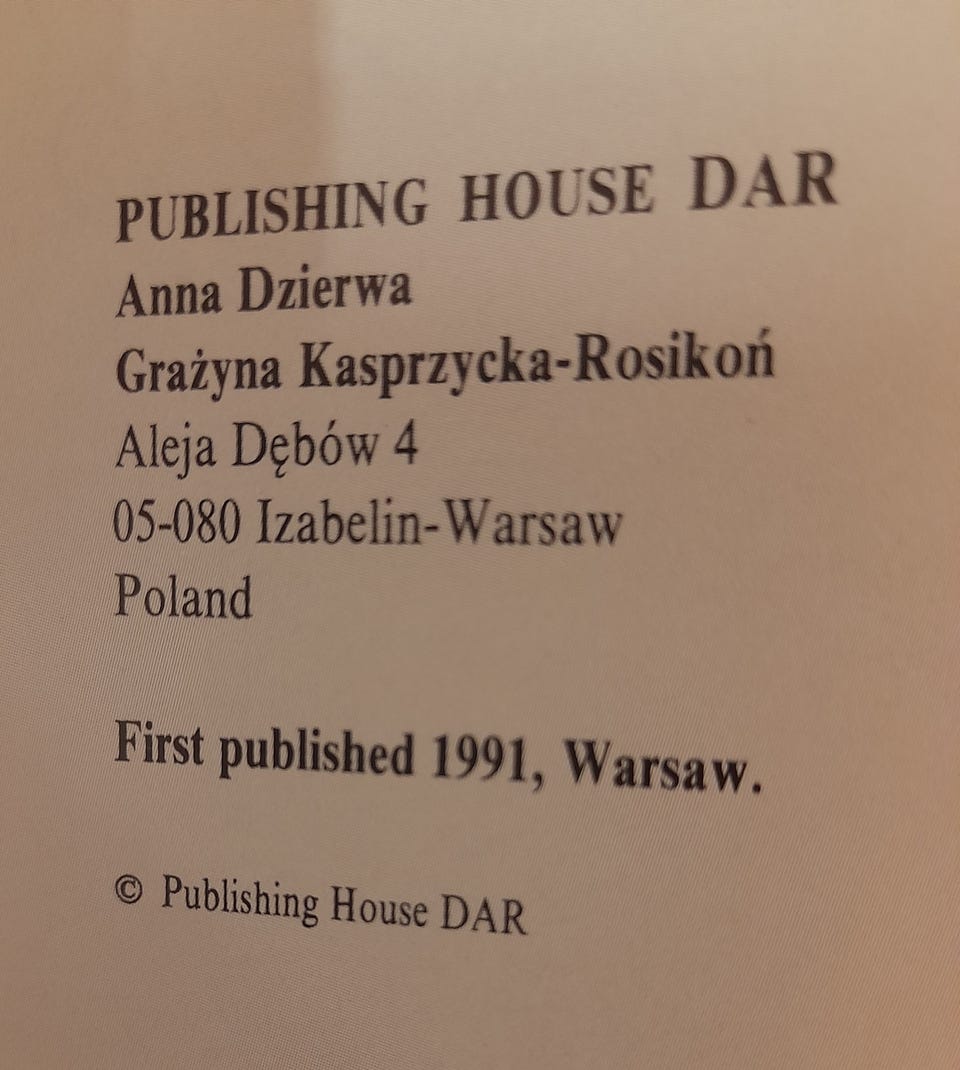 PUBLISHING HOUSE DAR
Anna Dzierwa
Grażyna Kasprzycka-Rosikoń
Aleja Dębów 4
05-080 Izabelin-Warsaw
Poland
First published 1991, Warsaw.
© Publishing House DAR